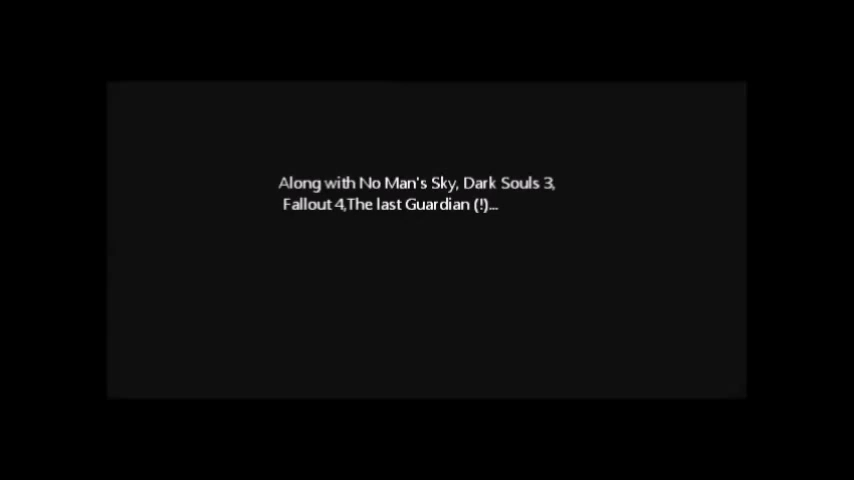 Along with No Man's Sky, Dark Souls 3,
Fallout 4,The last Guardian (!)...